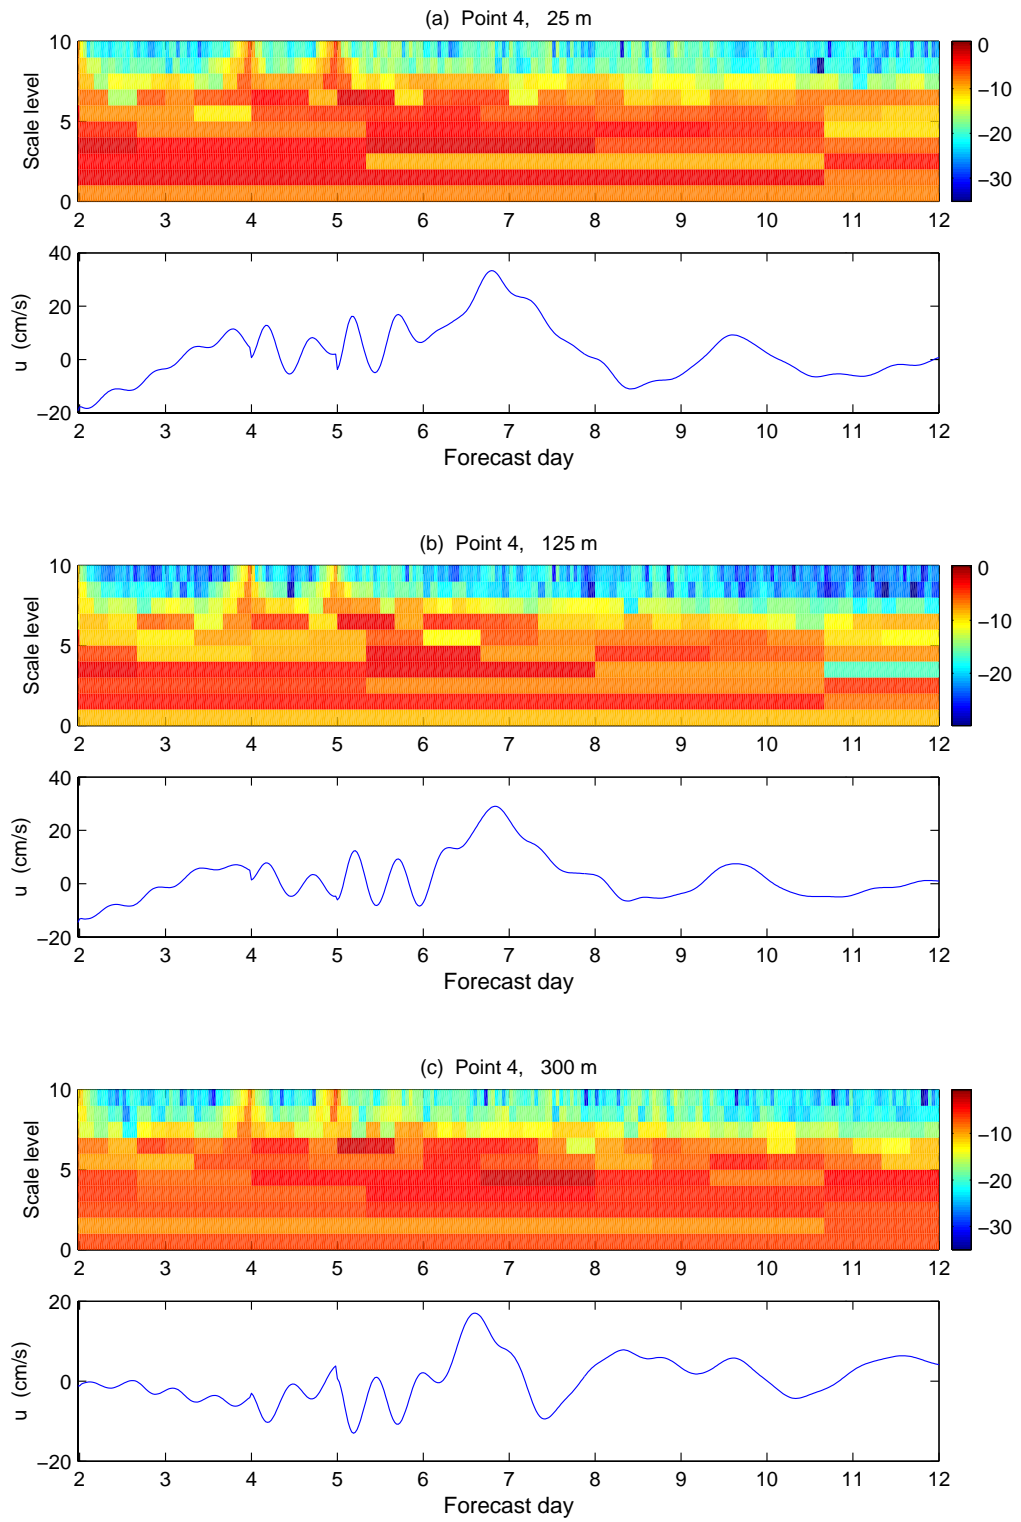 (a) Point 4, 25 m
10
5
0
Scale level
2 3 4 5 6 7 8 9 10 11 12
0
−10
−20
−30
40
20
0
−20
u (cm/s)
2 3 4 5 6 7 8 9 10 11 12
Forecast day
(b) Point 4, 125 m
10
5
0
Scale level
2 3 4 5 6 7 8 9 10 11 12
0
−10
−20
40
20
0
−20
u (cm/s)
2 3 4 5 6 7 8 9 10 11 12
Forecast day
(c) Point 4, 300 m
10
5
0
Scale level
2 3 4 5 6 7 8 9 10 11 12
−10
−20
−30
20
0
−20
u (cm/s)
2 3 4 5 6 7 8 9 10 11 12
Forecast day